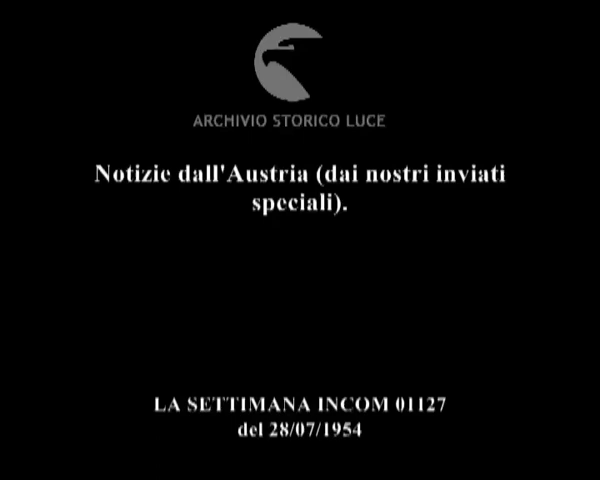 ARCHIVIO STORICO LUCE
Notizie dall'Austria (dai nostri inviati
speciali).
LA SETTIMANA INCOM 01127
del 28/07/1954